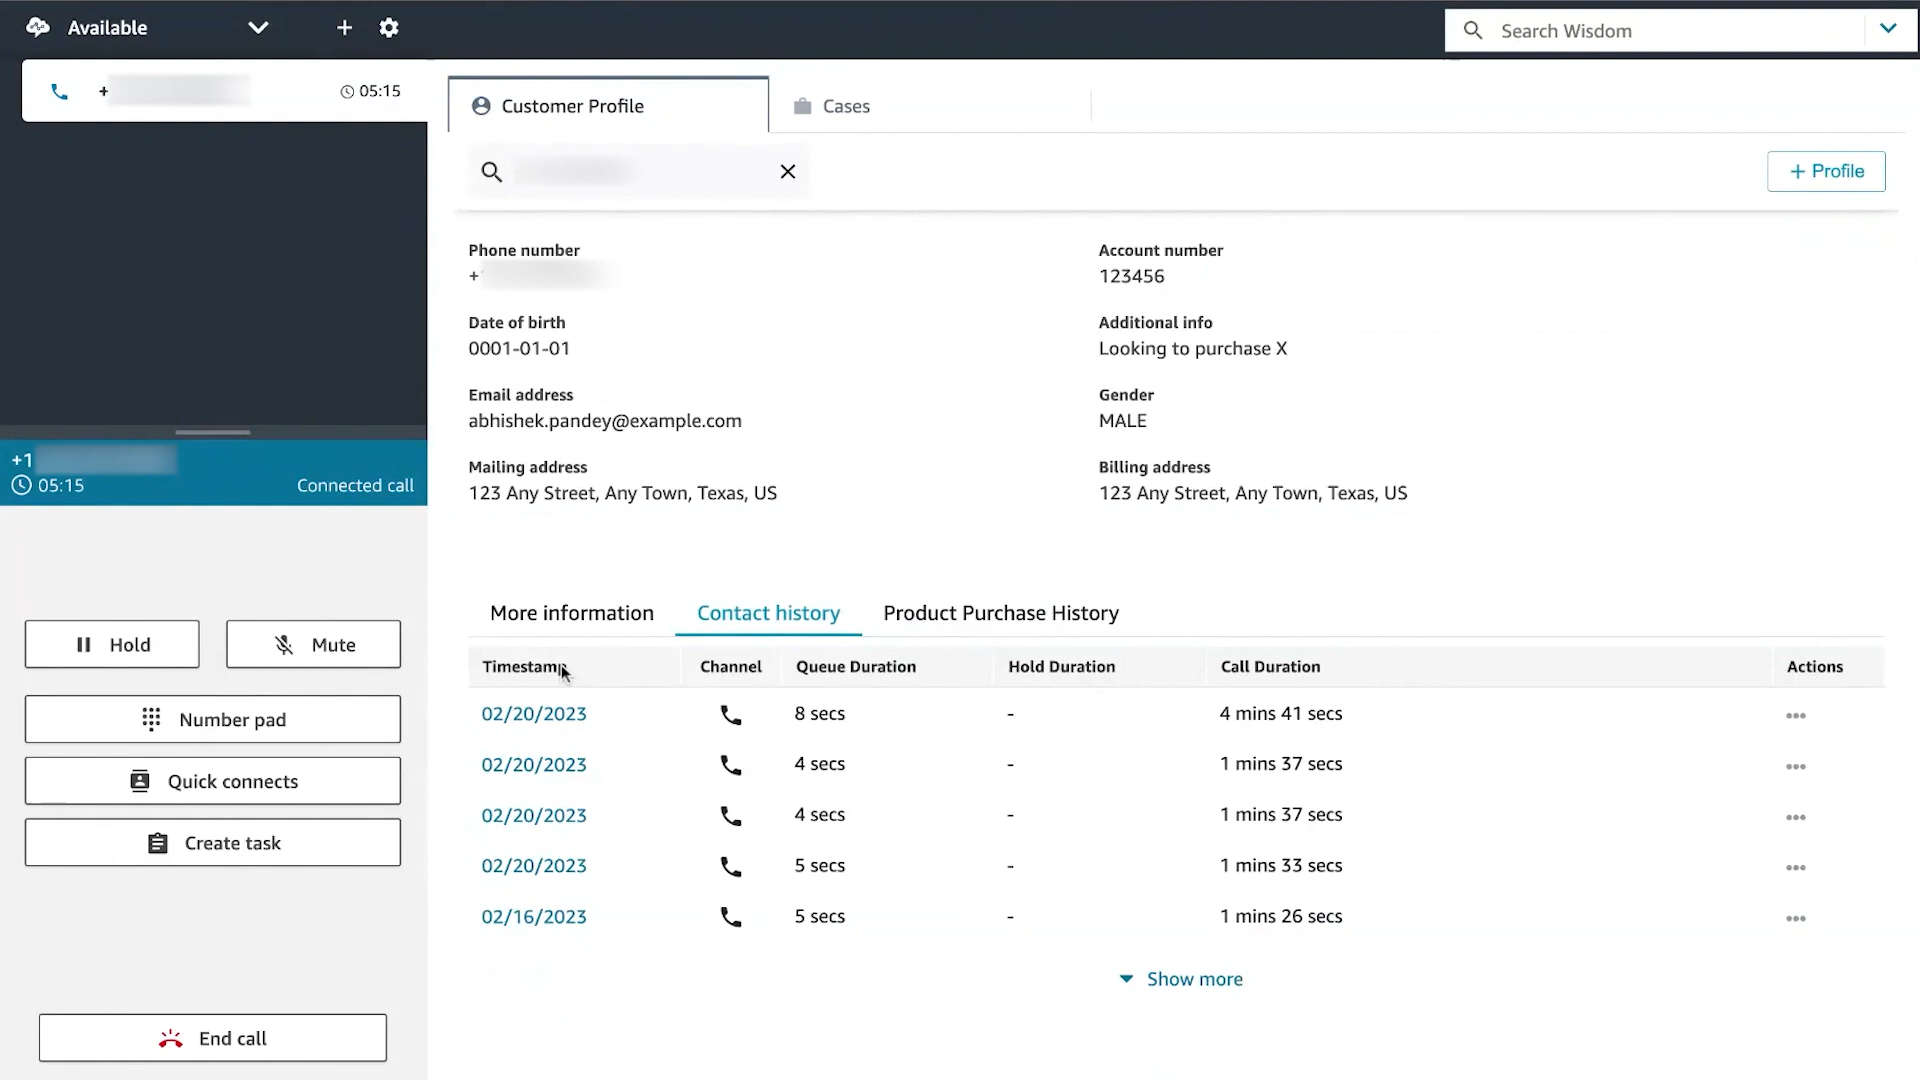 Available
Search Wisdom
+
05:15
Customer Profile
Cases
+ Profile
Phone number
+
Account number
123456
Date of birth
0001-01-01
Additional info
Looking to purchase X
Email address
abhishek.pandey@example.com
Gender
MALE
Mailing address
123 Any Street, Any Town, Texas, US
Billing address
123 Any Street, Any Town, Texas, US
+1
05:15
Connected call
Hold
Mute
Number pad
Quick connects
Create task
End call
More information
Contact history
Product Purchase History
Timestamp Channel Queue Duration Hold Duration Call Duration Actions
02/20/2023 8 secs - 4 mins 41 secs
02/20/2023 4 secs - 1 mins 37 secs
02/20/2023 4 secs - 1 mins 37 secs
02/20/2023 5 secs - 1 mins 33 secs
02/16/2023 5 secs - 1 mins 26 secs
Show more